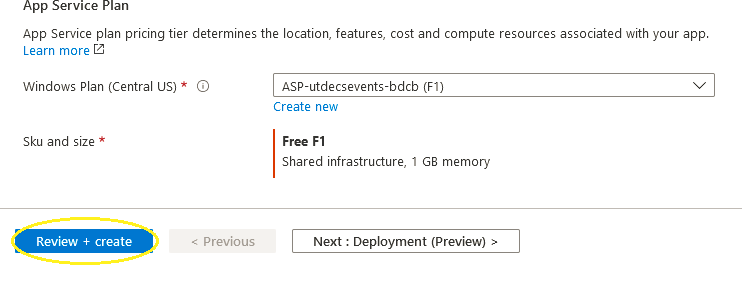 App Service Plan
App Service plan pricing tier determines the location, features, cost and compute resources associated with your app.
Learn more
Windows Plan (Central US) * ASP-utdecsevents-bdcb (F1)
Create new
Sku and size * Free F1
Shared infrastructure, 1 GB memory
Review + create < Previous Next : Deployment (Preview) >